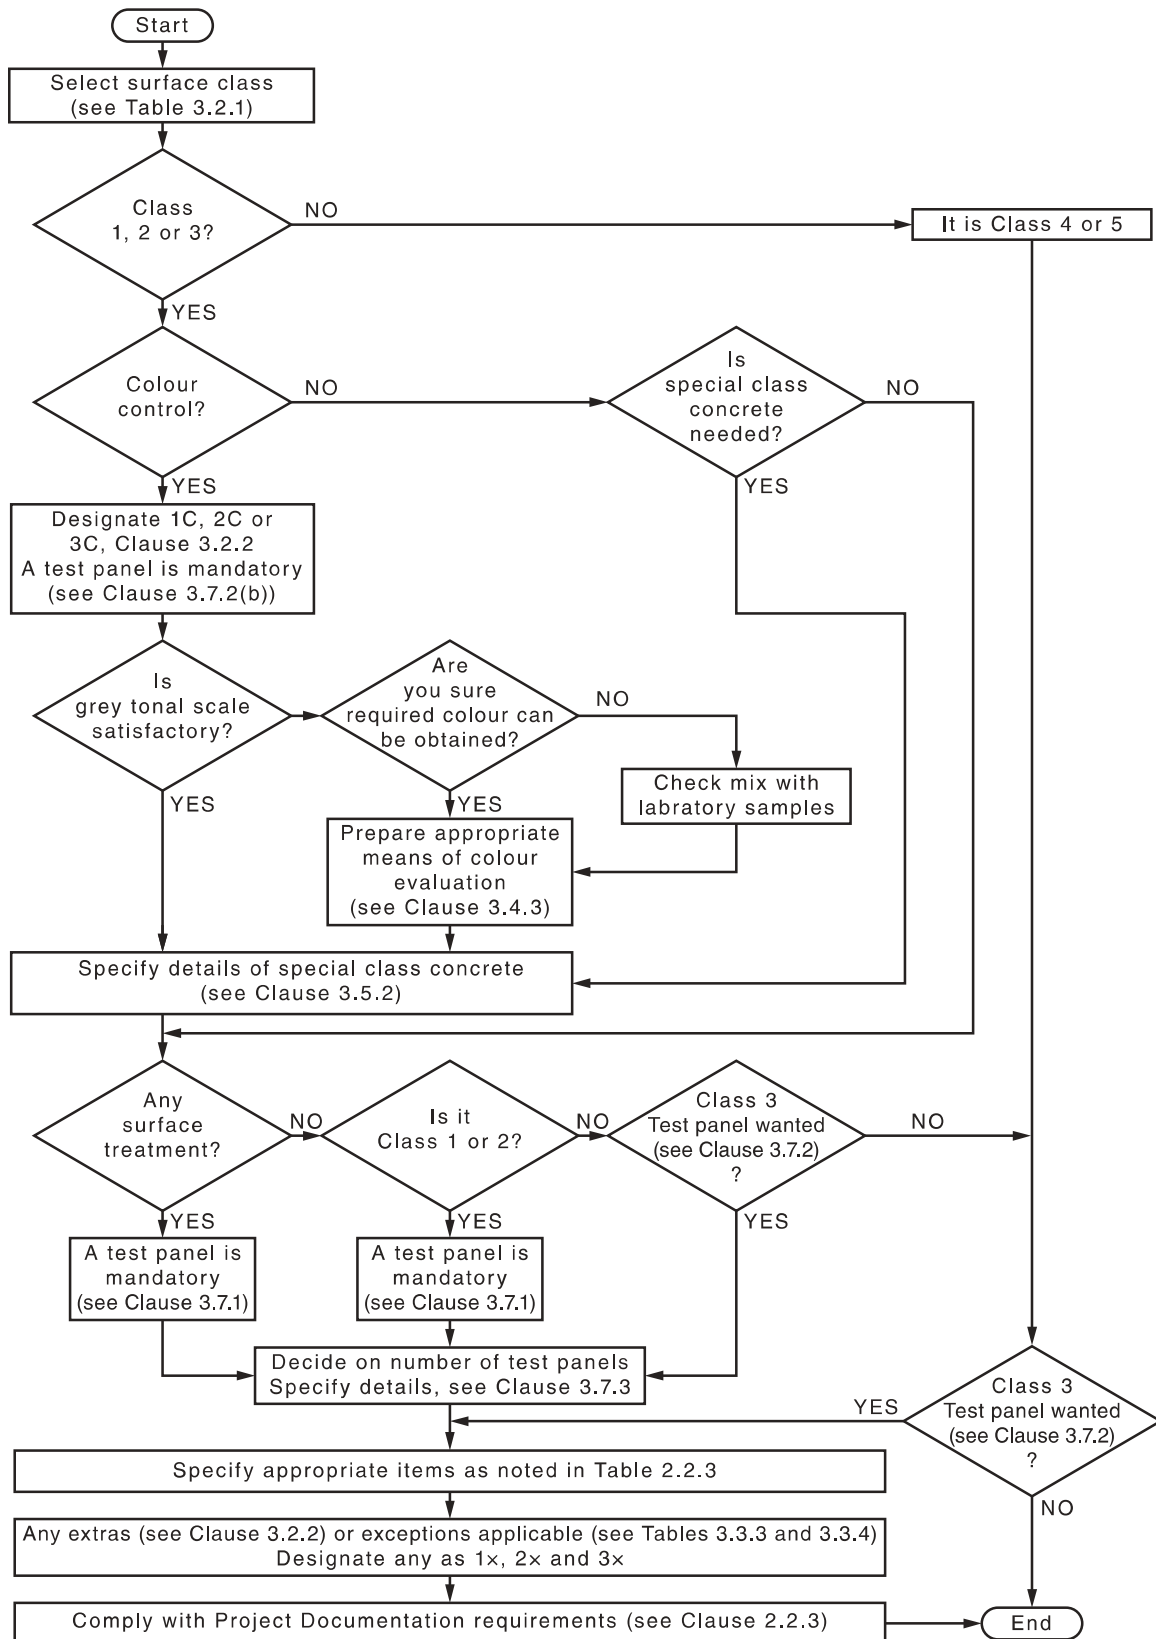 Start
Select surface class
(see Table 3.2.1)
Class
1, 2 or 3?
NO
It is Class 4 or 5
YES
Colour
control?
NO
Is
special class
concrete
needed?
NO
YES
YES
Designate 1C, 2C or
3C, Clause 3.2.2
A test panel is mandatory
(see Clause 3.7.2(b))
Is
grey tonal scale
satisfactory?
Are
you sure
required colour can
be obtained?
NO
Check mix with
labratory samples
YES
YES
Prepare appropriate
means of colour
evaluation
(see Clause 3.4.3)
Specify details of special class concrete
(see Clause 3.5.2)
Any
surface
treatment?
NO
Is it
Class 1 or 2?
NO
Class 3
Test panel wanted
(see Clause 3.7.2)
?
NO
YES
YES
YES
A test panel is
mandatory
(see Clause 3.7.1)
A test panel is
mandatory
(see Clause 3.7.1)
Decide on number of test panels
Specify details, see Clause 3.7.3
Class 3
Test panel wanted
(see Clause 3.7.2)
?
YES
NO
Specify appropriate items as noted in Table 2.2.3
Any extras (see Clause 3.2.2) or exceptions applicable (see Tables 3.3.3 and 3.3.4)
Designate any as 1×, 2× and 3×
Comply with Project Documentation requirements (see Clause 2.2.3)
End